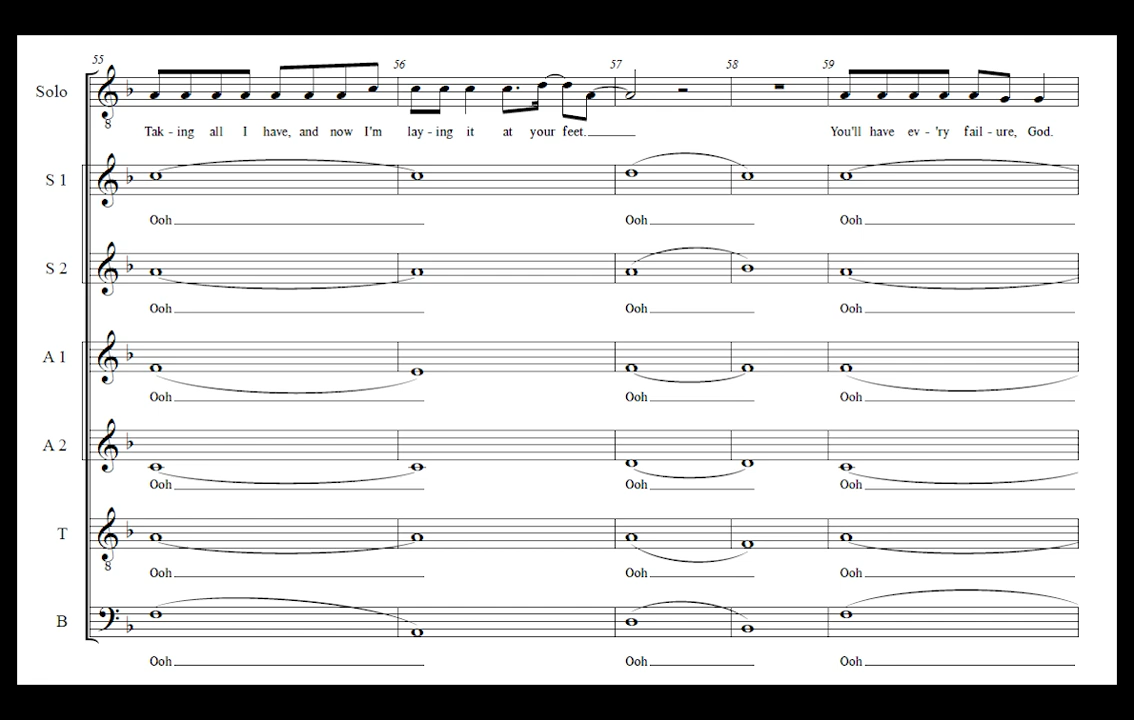 55 56 57 58 59
Solo
8
Tak - ing all I have, and now I'm lay - ing it at your feet. You'll have ev - 'ry fail - ure, God.
S 1
Ooh Ooh Ooh
S 2
Ooh Ooh Ooh
A 1
Ooh Ooh Ooh
A 2
Ooh Ooh Ooh
T
8
Ooh Ooh Ooh
B
Ooh Ooh Ooh